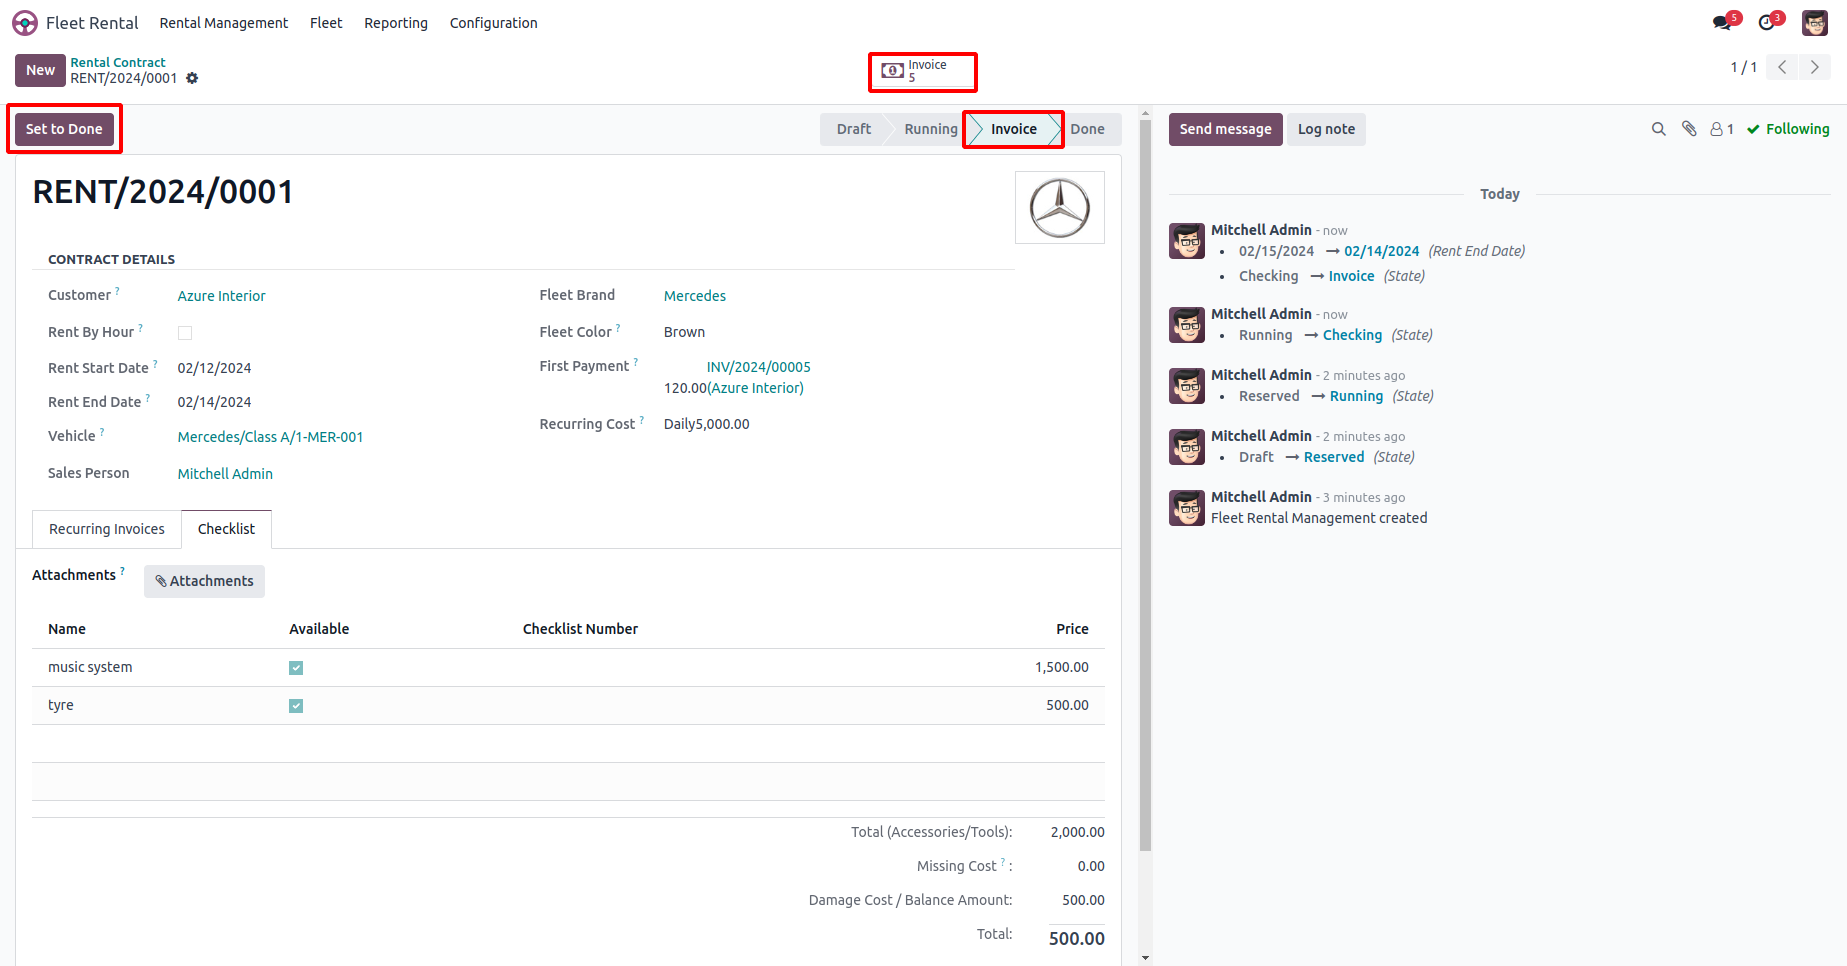 Fleet Rental Rental Management Fleet Reporting Configuration 5 3
New Rental Contract
RENT/2024/0001
Invoice
5
1 / 1
Set to Done
Draft Running Invoice Done
Send message Log note 1 Following
RENT/2024/0001
CONTRACT DETAILS
Customer ? Azure Interior
Rent By Hour ?
Rent Start Date ? 02/12/2024
Rent End Date ? 02/14/2024
Vehicle ? Mercedes/Class A/1-MER-001
Sales Person Mitchell Admin
Fleet Brand Mercedes
Fleet Color ? Brown
First Payment ? INV/2024/00005
120.00(Azure Interior)
Recurring Cost ? Daily5,000.00
Recurring Invoices Checklist
Attachments ? Attachments
Name Available Checklist Number Price
music system 1,500.00
tyre 500.00
Total (Accessories/Tools): 2,000.00
Missing Cost ? : 0.00
Damage Cost / Balance Amount: 500.00
Total: 500.00
Today
Mitchell Admin - now
• 02/15/2024 → 02/14/2024 (Rent End Date)
• Checking → Invoice (State)
Mitchell Admin - now
• Running → Checking (State)
Mitchell Admin - 2 minutes ago
• Reserved → Running (State)
Mitchell Admin - 2 minutes ago
• Draft → Reserved (State)
Mitchell Admin - 3 minutes ago
Fleet Rental Management created